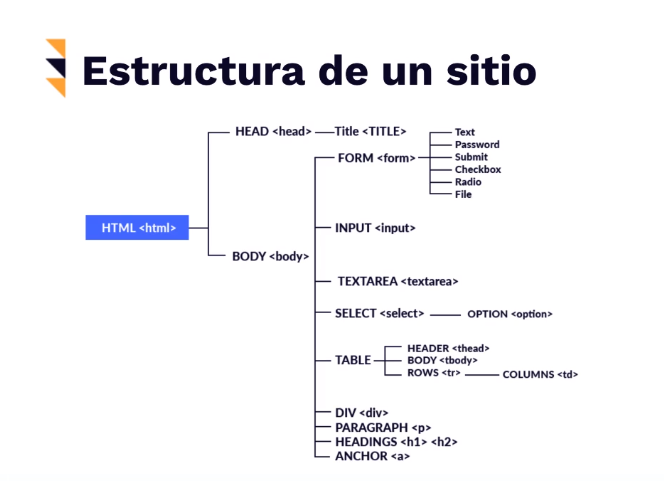 Estructura de un sitio
HEAD <head>
Title <TITLE>
FORM <form>
Text
Password
Submit
Checkbox
Radio
File
HTML <html>
INPUT <input>
BODY <body>
TEXTAREA <textarea>
SELECT <select>
OPTION <option>
TABLE
HEADER <thead>
BODY <tbody>
ROWS <tr>
COLUMNS <td>
DIV <div>
PARAGRAPH <p>
HEADINGS <h1> <h2>
ANCHOR <a>